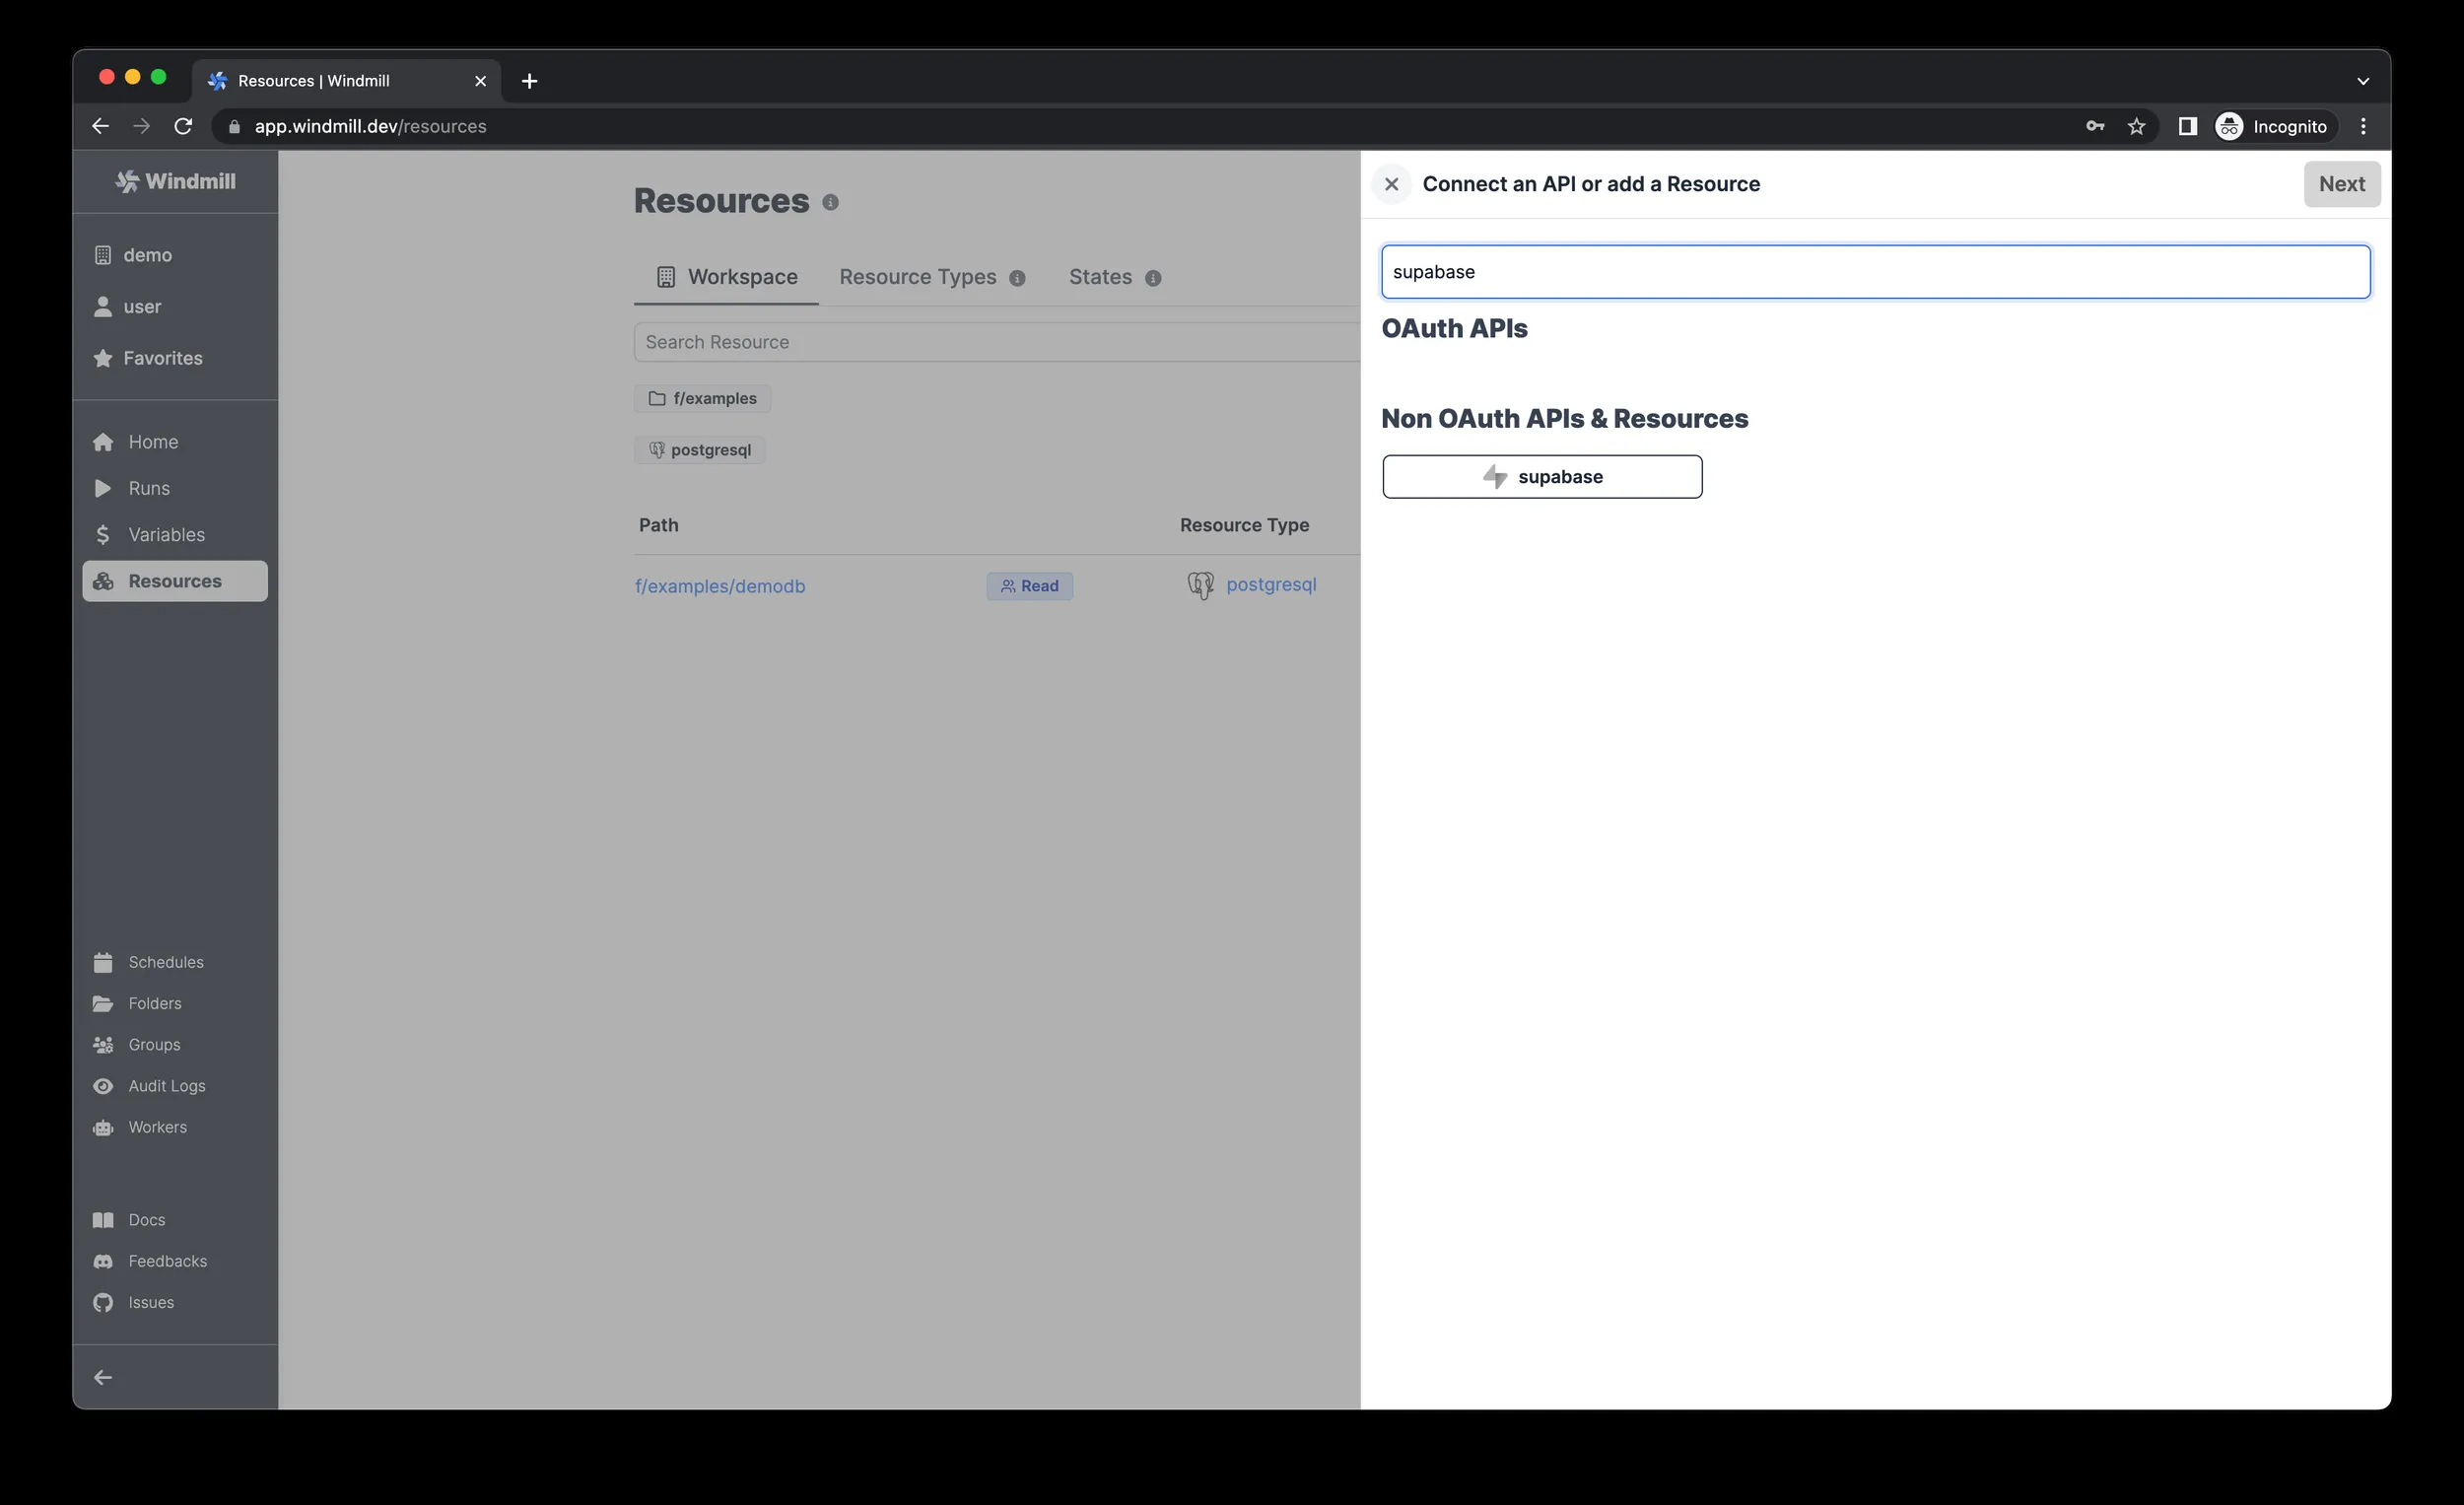 Resources | Windmill
app.windmill.dev/resources
Incognito
Windmill
demo
user
Favorites
Home
Runs
Variables
Resources
Schedules
Folders
Groups
Audit Logs
Workers
Docs
Feedbacks
Issues
Resources
Workspace Resource Types States
Search Resource
f/examples
postgresql
Path Resource Type
f/examples/demodb Read postgresql
Connect an API or add a Resource Next
supabase
OAuth APIs
Non OAuth APIs & Resources
supabase